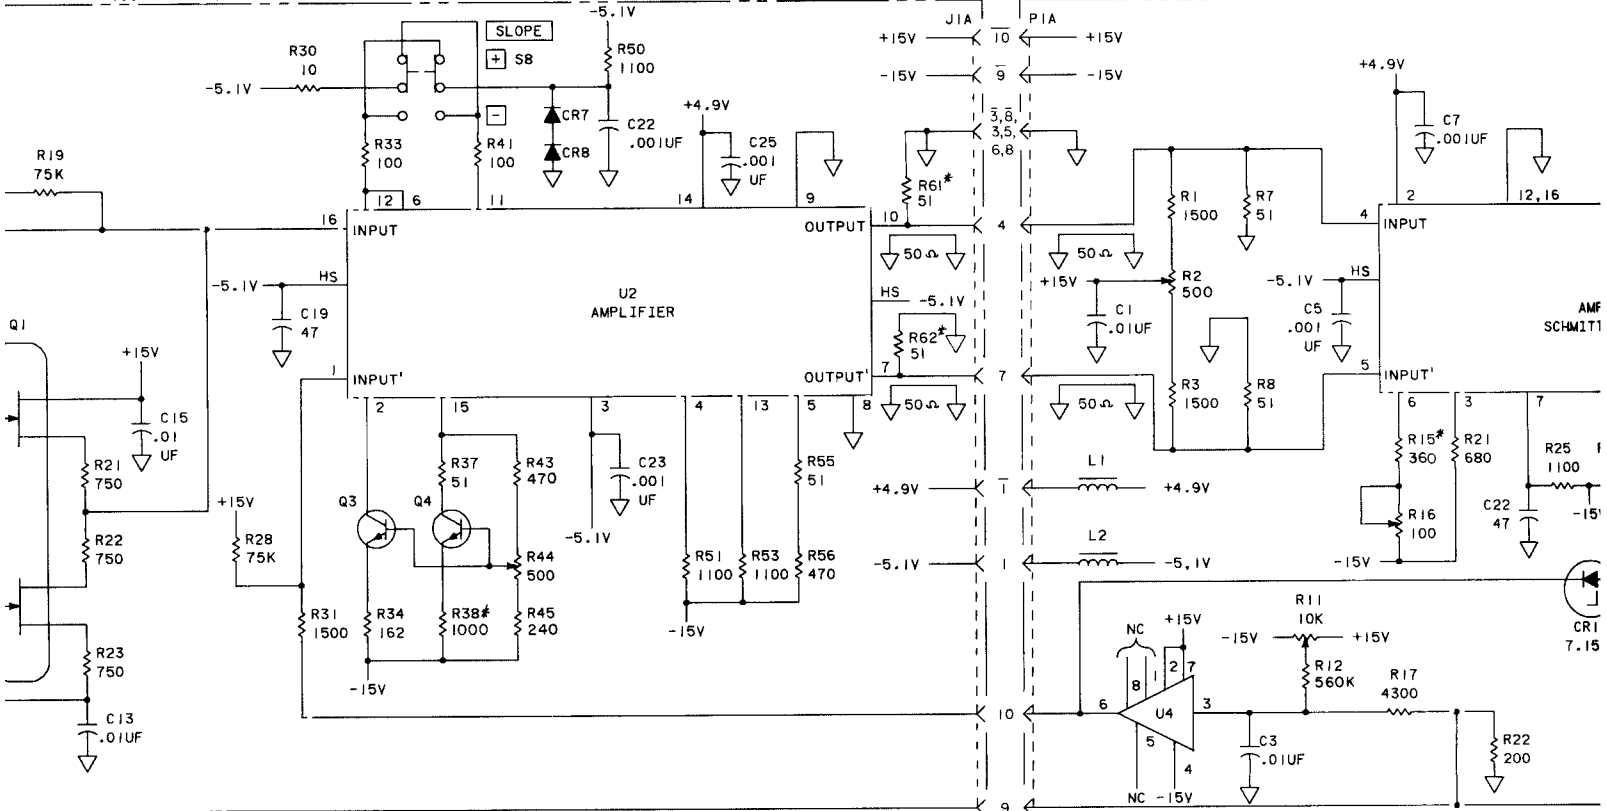 -5.1V
SLOPE
+ S8
-
R30
10
-5.1V
R50
1100
CR7
CR8
C22
.001UF
R33
100
R41
100
+4.9V
C25
.001
UF
R19
75K
12
6
11
14
9
16
INPUT
HS
-5.1V
C19
47
U2
AMPLIFIER
OUTPUT
10
R61*
51
50Ω
HS
-5.1V
R62*
51
7
OUTPUT'
50Ω
1
INPUT'
2
15
3
4
13
5
8
Q1
+15V
C15
.01
UF
R21
750
R22
750
R23
750
C13
.01UF
+15V
R28
75K
R31
1500
Q3
Q4
R37
51
R43
470
R44
500
R34
162
R38*
1000
R45
240
-15V
C23
.001
UF
-5.1V
R55
51
R51
1100
R53
1100
R56
470
-15V
J1A
P1A
+15V
10
+15V
-15V
9
-15V
3,8,
3,5,
6,8
4
7
+4.9V
1
L1
+4.9V
-5.1V
1
L2
-5.1V
10
9
R1
1500
R7
51
50Ω
+15V
R2
500
C1
.01UF
R3
1500
R8
51
50Ω
+4.9V
C7
.001UF
2
12,16
4
INPUT
-5.1V
HS
C5
.001
UF
SCHMIT
5
INPUT'
6
3
7
R15*
360
R21
680
R25
1100
R16
100
C22
47
-15V
-15V
CR1
7.15
R11
10K
-15V
+15V
R12
560K
R17
4300
NC
+15V
8
1
2
7
6
U4
3
5
4
NC
-15V
C3
.01UF
R22
200